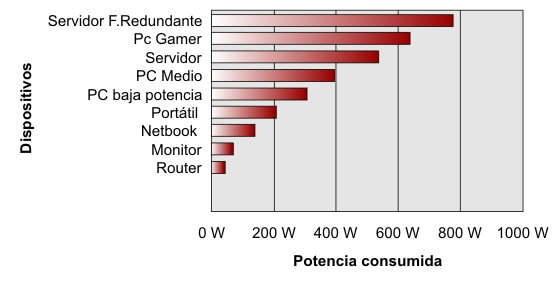 Servidor F.Redundante
Pc Gamer
Servidor
PC Medio
PC baja potencia
Portátil
Netbook
Monitor
Router
Dispositivos
0 W 200 W 400 W 600 W 800 W 1000 W
Potencia consumida